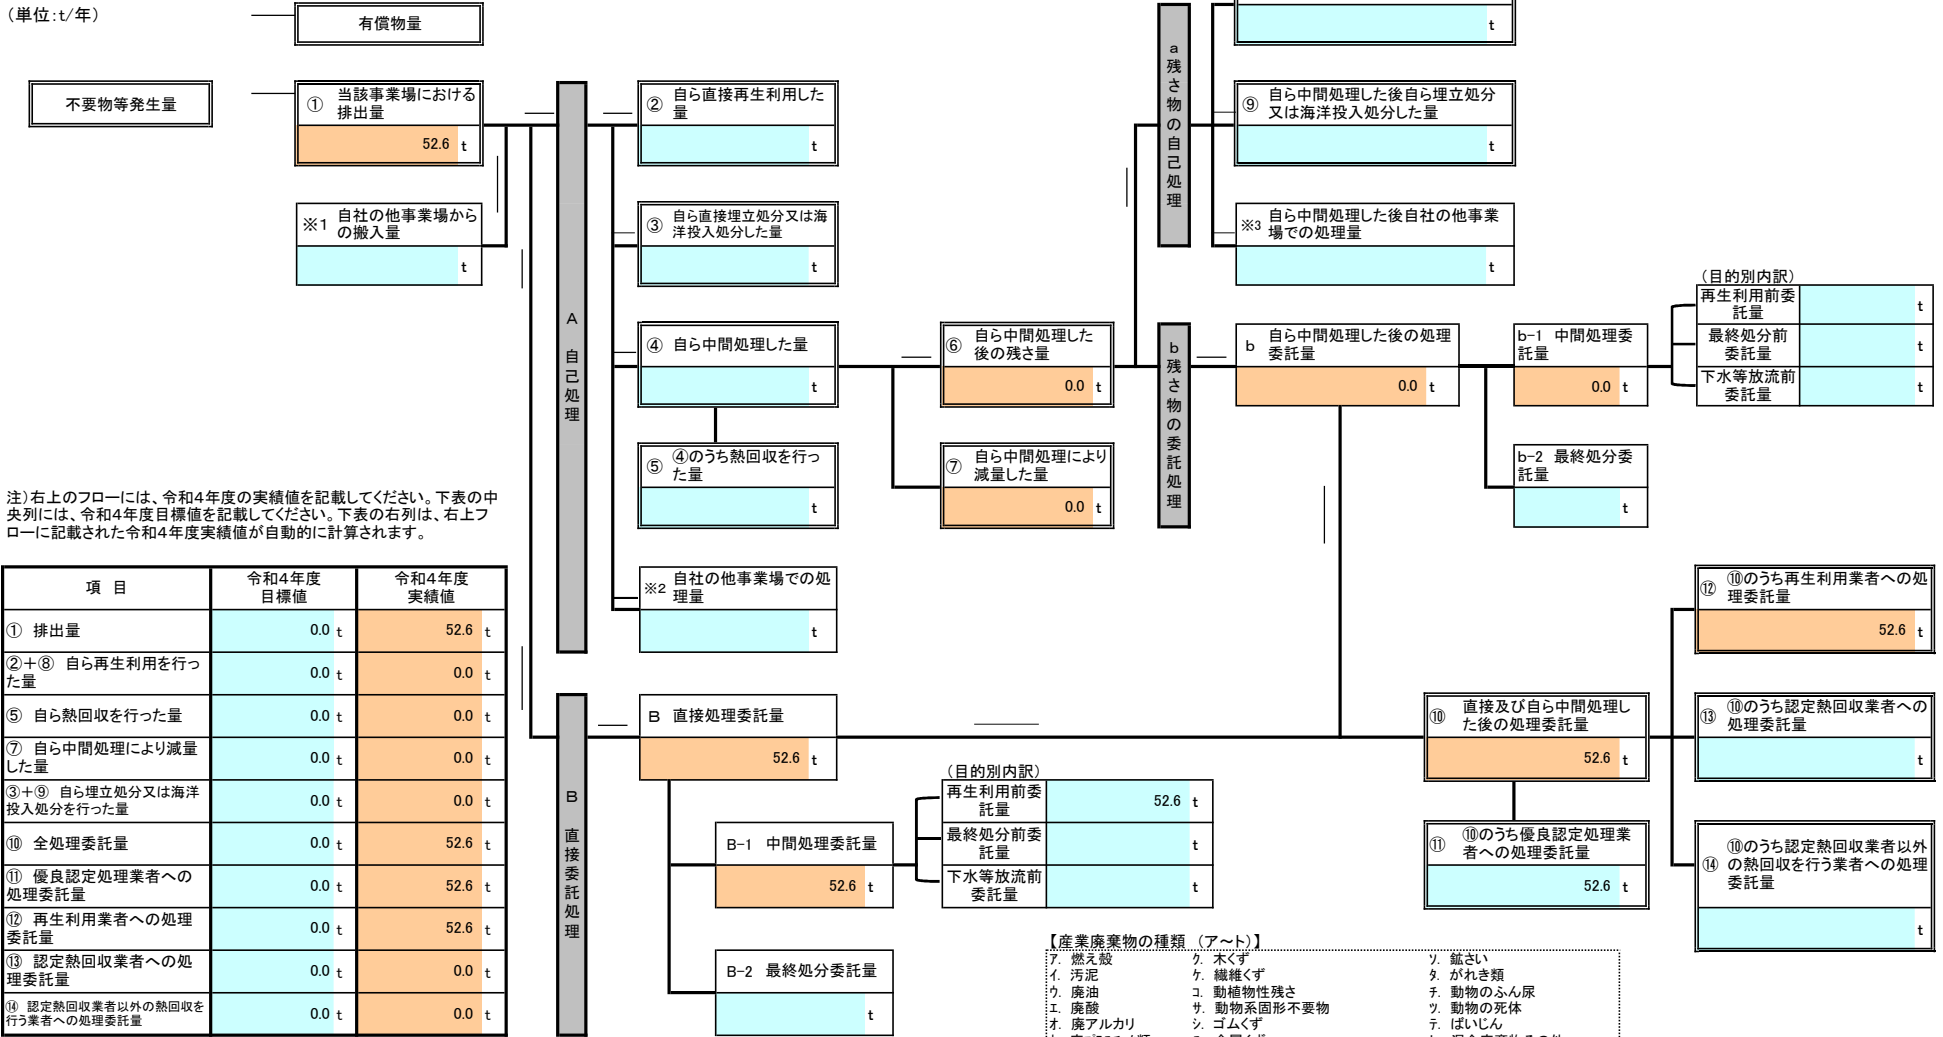 (単位:t/年)
有償物量
不要物等発生量
① 当該事業場における
排出量
52.6 t
※1 自社の他事業場から
の搬入量
t
A 自己処理
② 自ら直接再生利用した
量
t
③ 自ら直接埋立処分又は海
洋投入処分した量
t
④ 自ら中間処理した量
t
⑤ ④のうち熱回収を行っ
た量
t
※2 自社の他事業場での処
理量
t
⑥ 自ら中間処理した
後の残さ量
0.0 t
⑦ 自ら中間処理により
減量した量
0.0 t
a 残さ物の自己処理
t
⑨ 自ら中間処理した後自ら埋立処分
又は海洋投入処分した量
t
※3 自ら中間処理した後自社の他事業
場での処理量
t
b 残さ物の委託処理
b 自ら中間処理した後の処理
委託量
0.0 t
b-1 中間処理委
託量
0.0 t
b-2 最終処分委
託量
t
(目的別内訳)
再生利用前委
託量
t
最終処分前
委託量
t
下水等放流前
委託量
t
注)右上のフローには、令和4年度の実績値を記載してください。下表の中
央列には、令和4年度目標値を記載してください。下表の右列は、右上フ
ローに記載された令和4年度実績値が自動的に計算されます。
項 目 令和4年度
目標値 令和4年度
実績値
① 排出量 0.0 t 52.6 t
②+⑧ 自ら再生利用を行っ
た量 0.0 t 0.0 t
⑤ 自ら熱回収を行った量 0.0 t 0.0 t
⑦ 自ら中間処理により減量
した量 0.0 t 0.0 t
③+⑨ 自ら埋立処分又は海洋
投入処分を行った量 0.0 t 0.0 t
⑩ 全処理委託量 0.0 t 52.6 t
⑪ 優良認定処理業者への
処理委託量 0.0 t 52.6 t
⑫ 再生利用業者への処理
委託量 0.0 t 52.6 t
⑬ 認定熱回収業者への処
理委託量 0.0 t 0.0 t
⑭ 認定熱回収業者以外の熱回収を
行う業者への処理委託量 0.0 t 0.0 t
B 直接委託処理
B 直接処理委託量
52.6 t
B-1 中間処理委託量
52.6 t
B-2 最終処分委託量
t
(目的別内訳)
再生利用前委
託量
52.6 t
最終処分前委
託量
t
下水等放流前
委託量
t
⑩ 直接及び自ら中間処理し
た後の処理委託量
52.6 t
⑪ ⑩のうち優良認定処理業
者への処理委託量
52.6 t
⑫ ⑩のうち再生利用業者への処
理委託量
52.6 t
⑬ ⑩のうち認定熱回収業者への
処理委託量
t
⑭ ⑩のうち認定熱回収業者以外
の熱回収を行う業者への処理
委託量
t
【産業廃棄物の種類 (ア~ト)】
ア. 燃え殻 ク. 木くず ソ. 鉱さい
イ. 汚泥 ケ. 繊維くず タ. がれき類
ウ. 廃油 コ. 動植物性残さ チ. 動物のふん尿
エ. 廃酸 サ. 動物系固形不要物 ツ. 動物の死体
オ. 廃アルカリ シ. ゴムくず テ. ばいじん